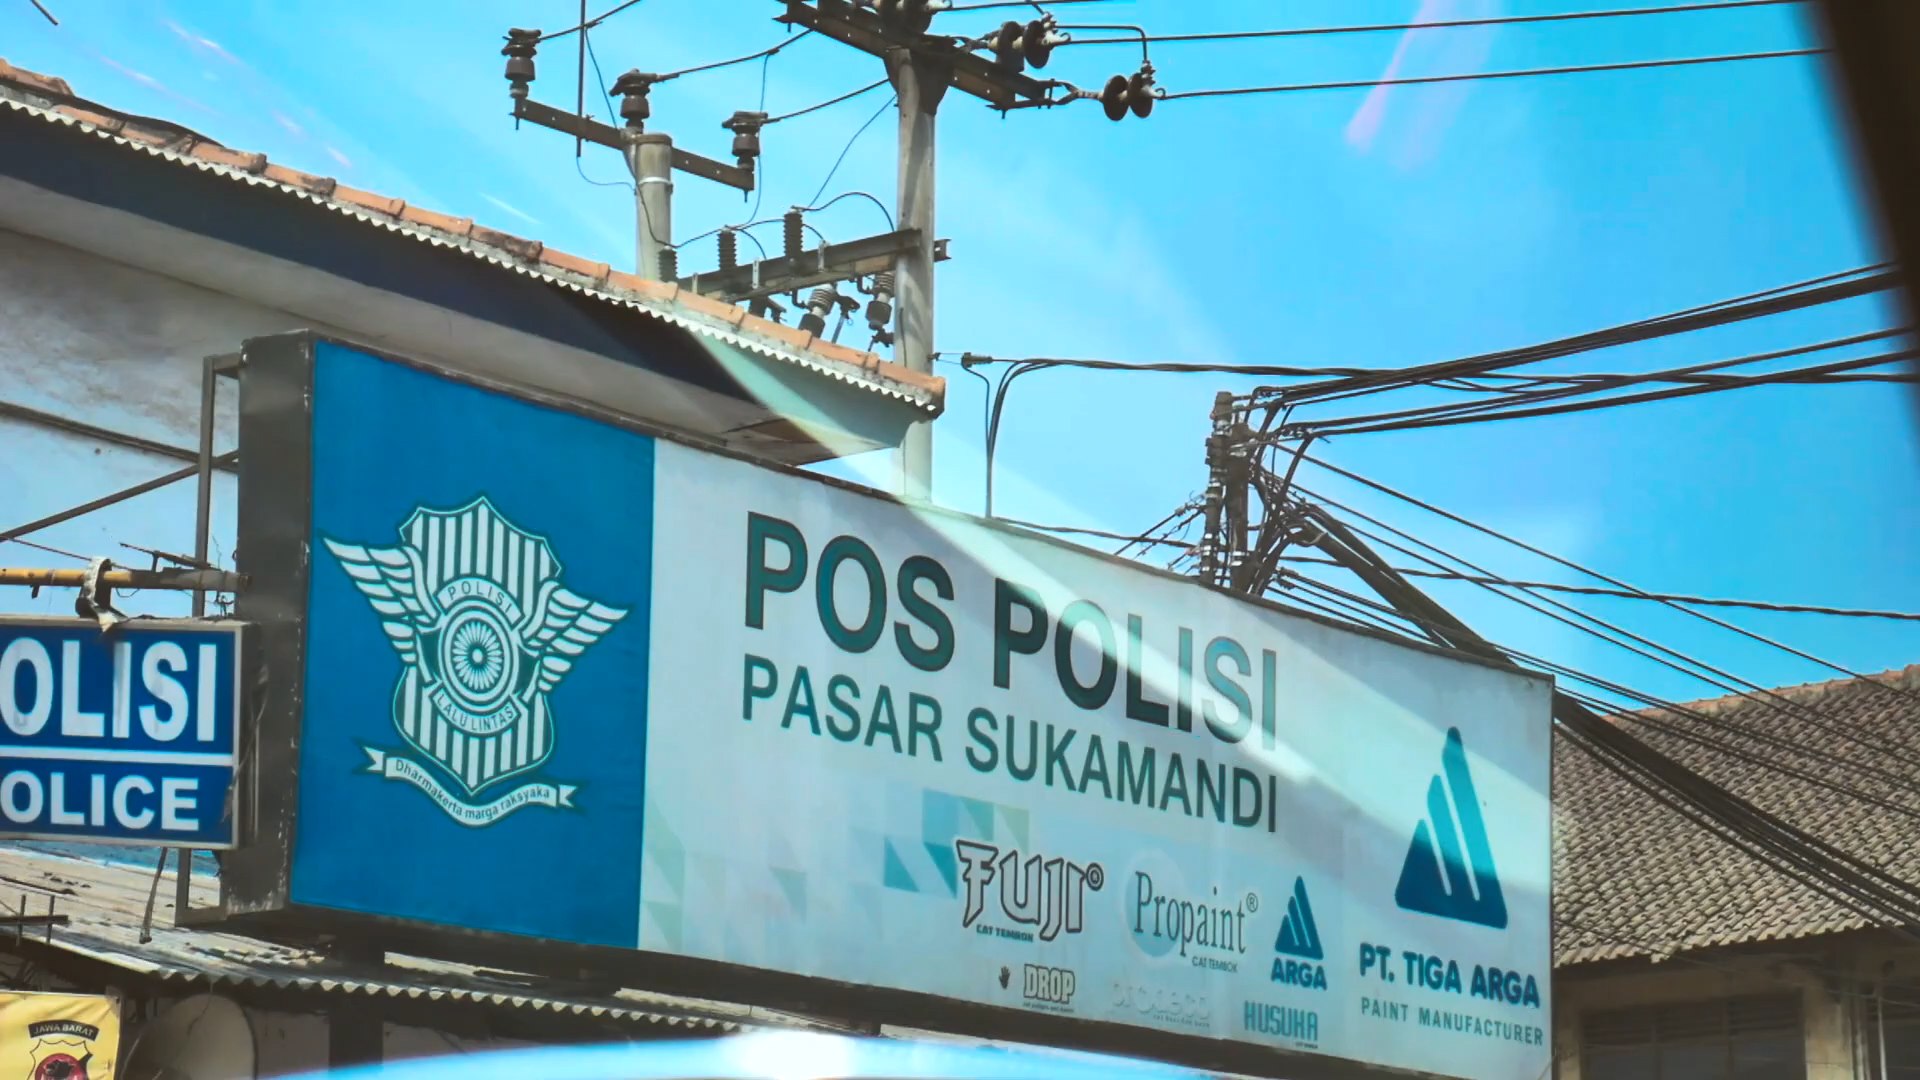 POLISI
LALU LINTAS
Dharmakerta marga raksyaka
OLISI
OLICE
POS POLISI
PASAR SUKAMANDI
FUJI®
CAT TEMBOK
Propaint®
CAT TEMBOK
ARGA
PT. TIGA ARGA
PAINT MANUFACTURER
DROP
HUSUKA
JAWA BARAT